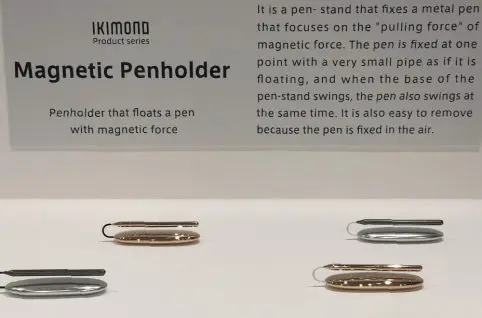 IKIMONO
Product series
Magnetic Penholder
Penholder that floats a pen
with magnetic force
It is a pen- stand that fixes a metal pen
that focuses on the "pulling force" of
magnetic force. The pen is fixed at one
point with a very small pipe as if it is
floating, and when the base of the
pen-stand swings, the pen also swings at
the same time. It is also easy to remove
because the pen is fixed in the air.